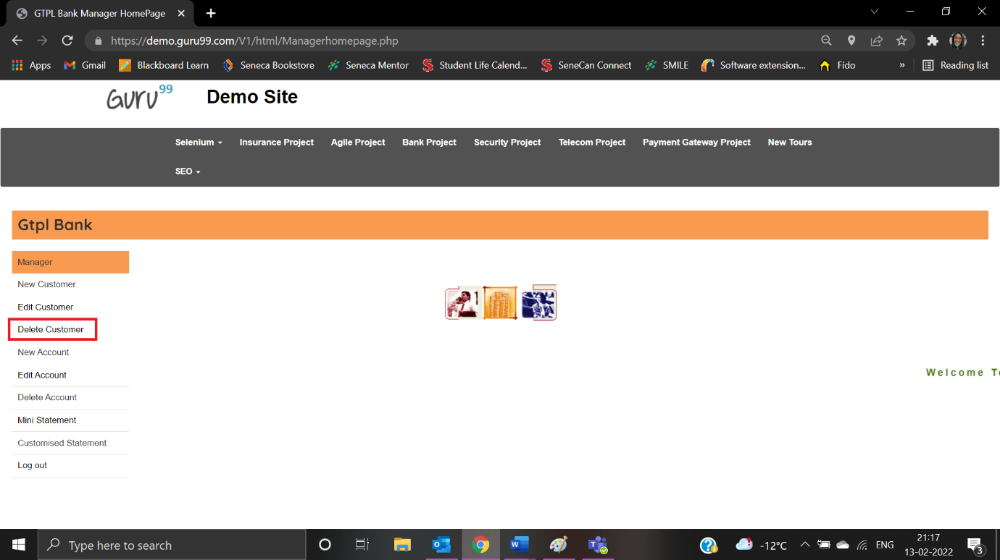 GTPL Bank Manager HomePage
https://demo.guru99.com/V1/html/Managerhomepage.php
Apps Gmail Blackboard Learn Seneca Bookstore Seneca Mentor Student Life Calend... SeneCan Connect SMILE Software extension... Fido » Reading list
Guru99 Demo Site
Selenium Insurance Project Agile Project Bank Project Security Project Telecom Project Payment Gateway Project New Tours
SEO
Gtpl Bank
Manager
New Customer
Edit Customer
Delete Customer
New Account
Edit Account
Delete Account
Mini Statement
Customised Statement
Log out
Welcome To
Type here to search
-12°C ENG
21:17
13-02-2022
3